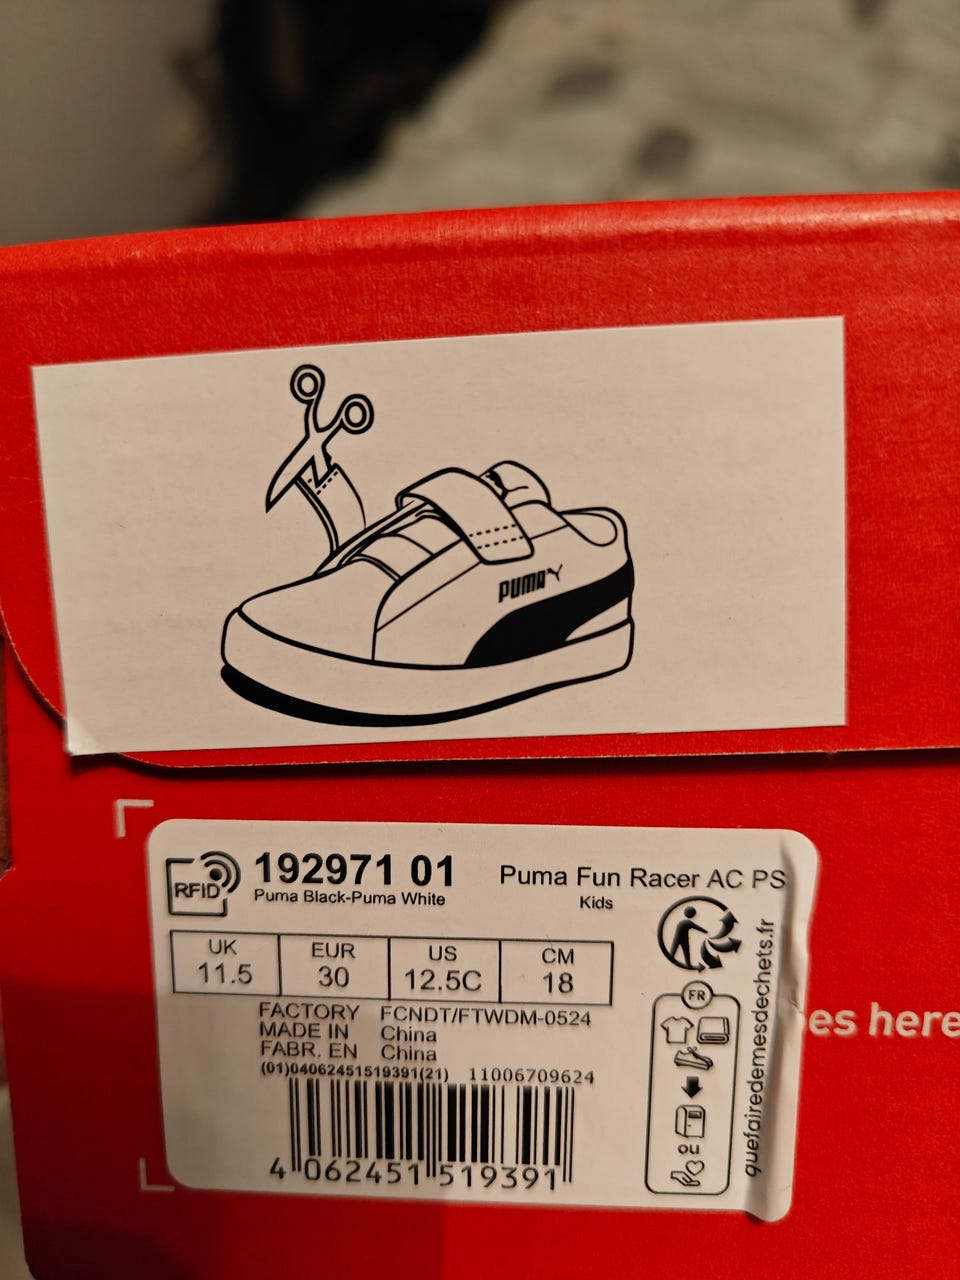 PUMA
RFID
192971 01
Puma Black-Puma White
Puma Fun Racer AC PS
Kids
UK
11.5
EUR
30
US
12.5C
CM
18
FACTORY FCNDT/FTWDM-0524
MADE IN China
FABR. EN China
(01)04062451519391(21) 11006709624
4 062451 519391
FR
ou
quefairedemesdechets.fr
es here